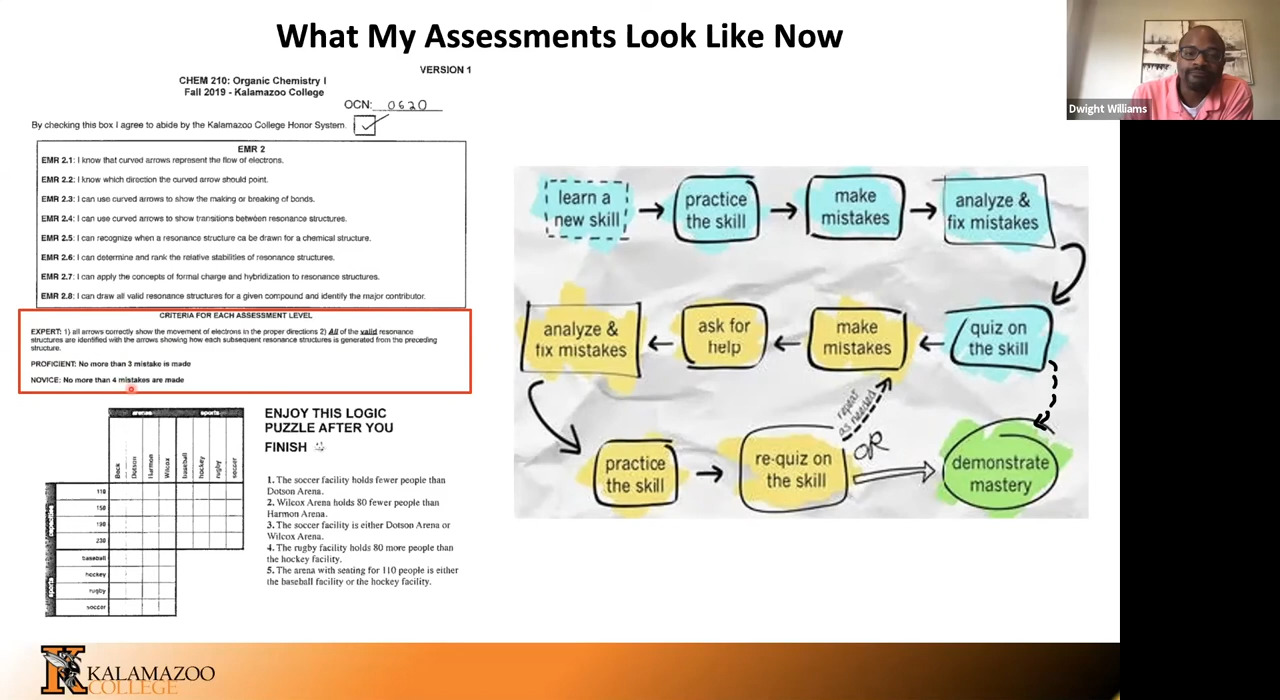 What My Assessments Look Like Now
Dwight Williams
VERSION 1
CHEM 210: Organic Chemistry I
Fall 2019 - Kalamazoo College
OCN: 0620
By checking this box I agree to abide by the Kalamazoo College Honor System.
EMR 2
EMR 2.1: I know that curved arrows represent the flow of electrons.
EMR 2.2: I know which direction the curved arrow should point.
EMR 2.3: I can use curved arrows to show the making or breaking of bonds.
EMR 2.4: I can use curved arrows to show transitions between resonance structures.
EMR 2.5: I can recognize when a resonance structure ca be drawn for a chemical structure.
EMR 2.6: I can determine and rank the relative stabilities of resonance structures.
EMR 2.7: I can apply the concepts of formal charge and hybridization to resonance structures.
EMR 2.8: I can draw all valid resonance structures for a given compound and identify the major contributor.
CRITERIA FOR EACH ASSESSMENT LEVEL
EXPERT: 1) all arrows correctly show the movement of electrons in the proper directions 2) All of the valid resonance
structures are identified with the arrows showing how each subsequent resonance structures is generated from the preceding
structure.
PROFICIENT: No more than 3 mistake is made
NOVICE: No more than 4 mistakes are made
arenas
sports
Beck
Dotson
Harmon
Wilcox
baseball
hockey
rugby
soccer
capacities
110
150
190
230
sports
baseball
hockey
rugby
soccer
ENJOY THIS LOGIC
PUZZLE AFTER YOU
FINISH
1. The soccer facility holds fewer people than
Dotson Arena.
2. Wilcox Arena holds 80 fewer people than
Harmon Arena.
3. The soccer facility is either Dotson Arena or
Wilcox Arena.
4. The rugby facility holds 80 more people than
the hockey facility.
5. The arena with seating for 110 people is either
the baseball facility or the hockey facility.
learn a
new skill
practice
the skill
make
mistakes
analyze &
fix mistakes
quiz on
the skill
make
mistakes
ask for
help
analyze &
fix mistakes
practice
the skill
re-quiz on
the skill
repeat
as needed
OR
demonstrate
mastery
K
KALAMAZOO
COLLEGE